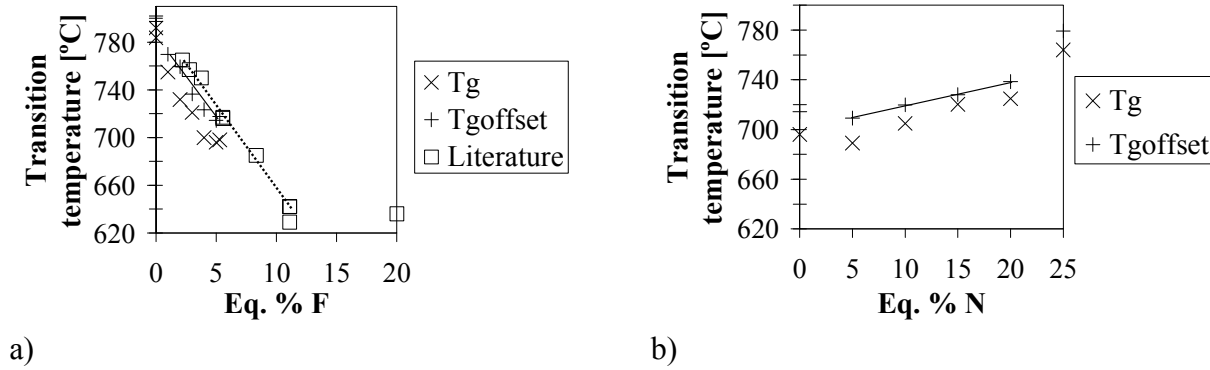 Transition
temperature [ºC]
780
740
700
660
620
0 5 10 15 20
Eq. % F
Tg
Tgoffset
Literature
a)
Transition
temperature [ºC]
780
740
700
660
620
0 5 10 15 20 25
Eq. % N
Tg
Tgoffset
b)